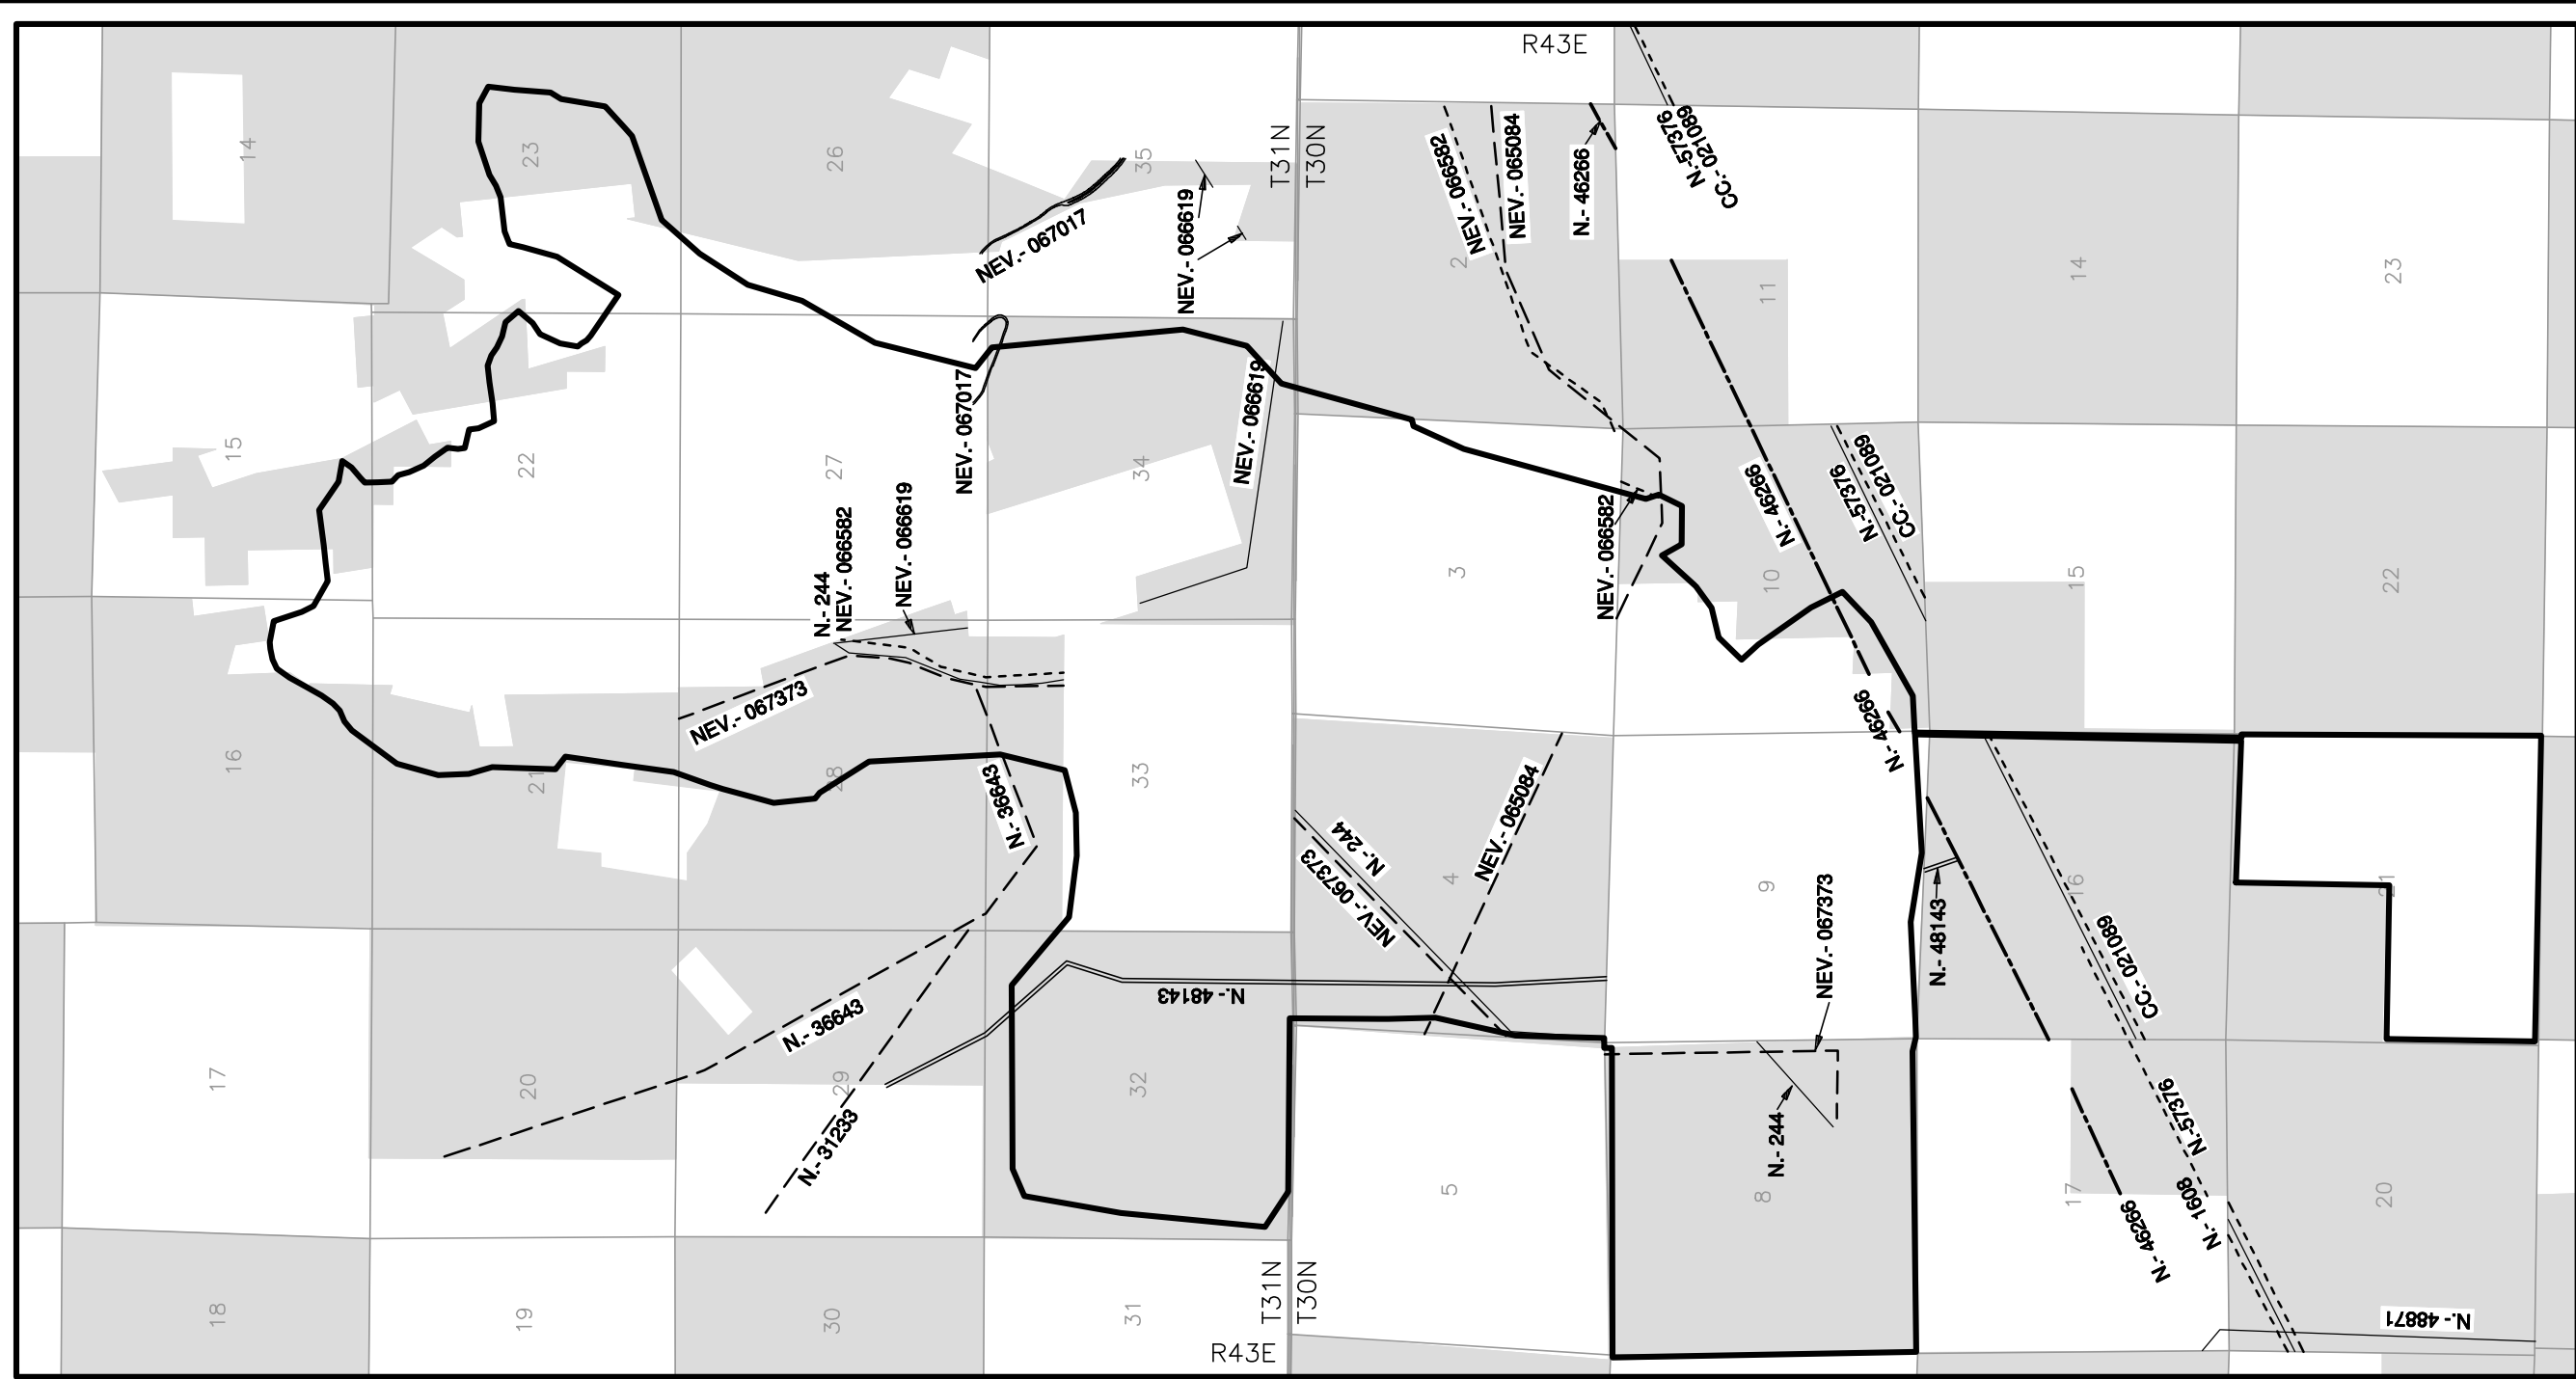 R43E
14
23
26
35
T31N
T30N
NEV.- 067017
NEV.- 066619
NEV.- 066582
NEV.- 065084
N.- 46266
N.-57376
CC.- 021089
2
11
14
23
15
22
27
34
NEV.- 067017
NEV.- 066619
N.- 244
NEV.- 066582
NEV.- 066619
3
NEV.- 066582
10
N.- 46266
N.-57376
CC.- 021089
15
22
16
21
28
33
NEV.- 067373
N.- 36643
N.- 244
NEV.- 067373
4
NEV.- 065084
9
NEV.- 067373
N.- 46266
N.- 48143
16
CC.- 021089
21
17
20
29
32
N.- 36643
N.- 31233
N.- 48143
5
8
N.- 244
17
N.- 46266
N.- 1608
N.-57376
20
18
19
30
31
T31N
T30N
R43E
N.- 48871